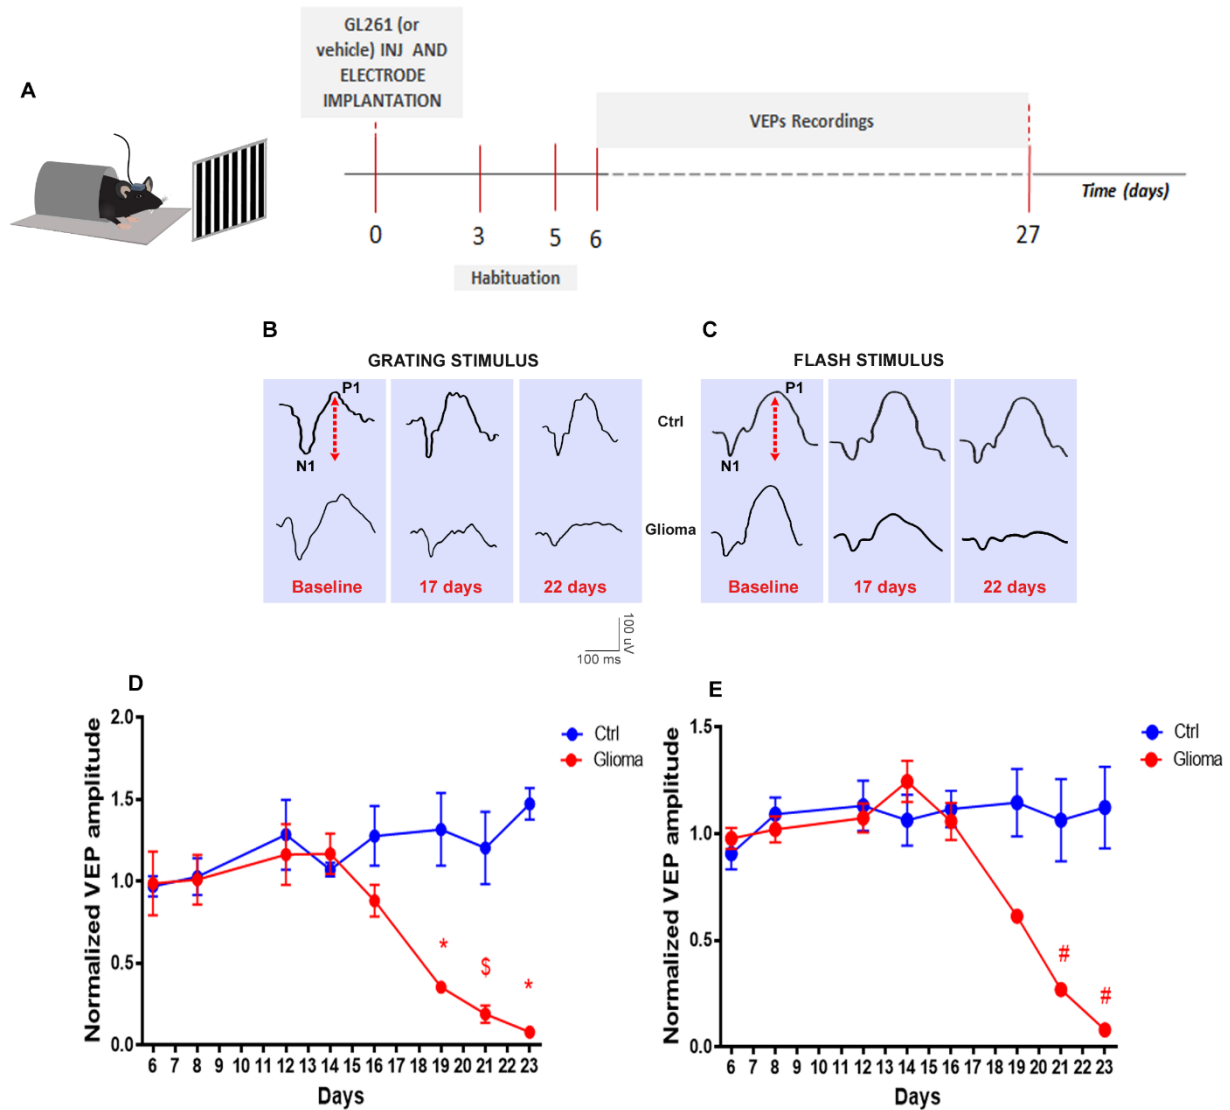 A
GL261 (or
vehicle) INJ AND
ELECTRODE
IMPLANTATION
VEPs Recordings
Time (days)
0
3
5
6
27
Habituation
B
GRATING STIMULUS
C
FLASH STIMULUS
P1
N1
Ctrl
P1
N1
Glioma
Baseline
17 days
22 days
Baseline
17 days
22 days
100 uV
100 ms
D
Normalized VEP amplitude
2.0
1.5
1.0
0.5
0.0
Ctrl
Glioma
*
$
*
6 7 8 9 10 11 12 13 14 15 16 17 18 19 20 21 22 23
Days
E
Normalized VEP amplitude
1.5
1.0
0.5
0.0
Ctrl
Glioma
#
#
6 7 8 9 10 11 12 13 14 15 16 17 18 19 20 21 22 23
Days